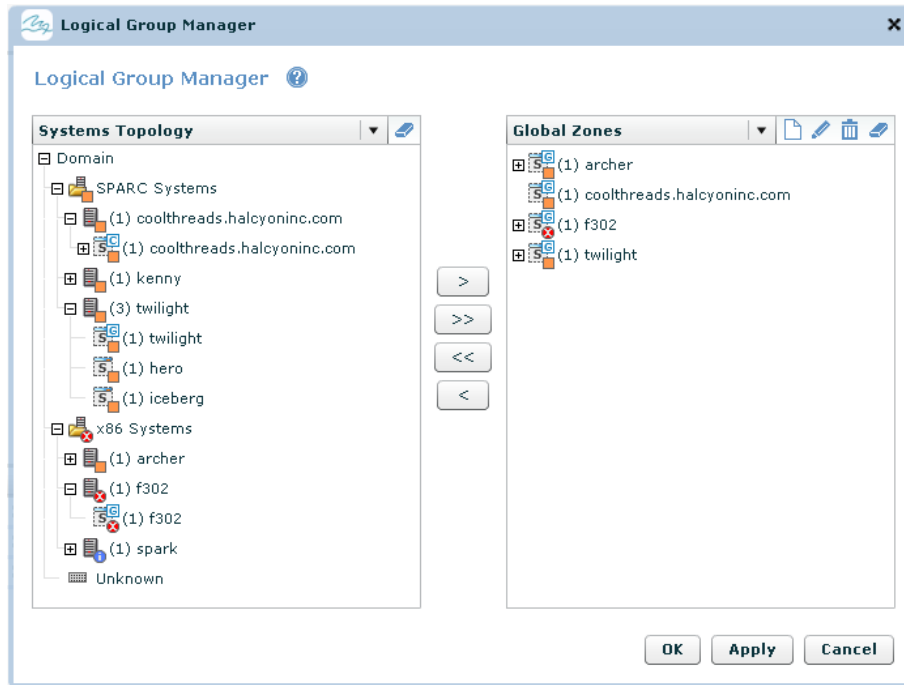 Logical Group Manager
Logical Group Manager ?
Systems Topology
Domain
SPARC Systems
(1) coolthreads.halcyoninc.com
(1) coolthreads.halcyoninc.com
(1) kenny
(3) twilight
(1) twilight
(1) hero
(1) iceberg
x86 Systems
(1) archer
(1) f302
(1) f302
(1) spark
Unknown
>
>>
<<
<
Global Zones
(1) archer
(1) coolthreads.halcyoninc.com
(1) f302
(1) twilight
OK Apply Cancel